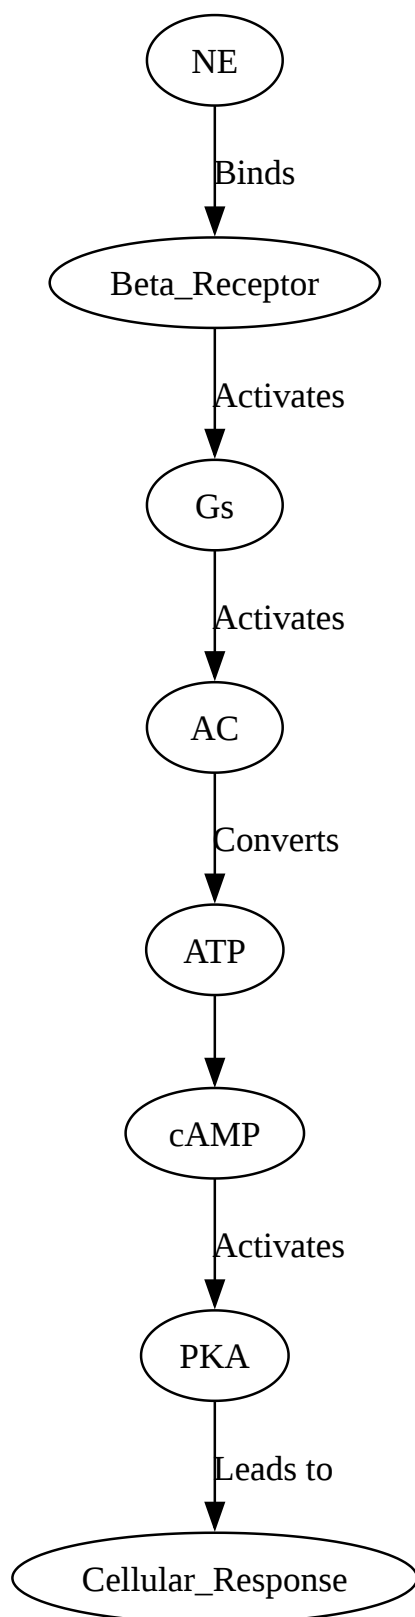 NE
Binds
Beta_Receptor
Activates
Gs
Activates
AC
Converts
ATP
cAMP
Activates
PKA
Leads to
Cellular_Response